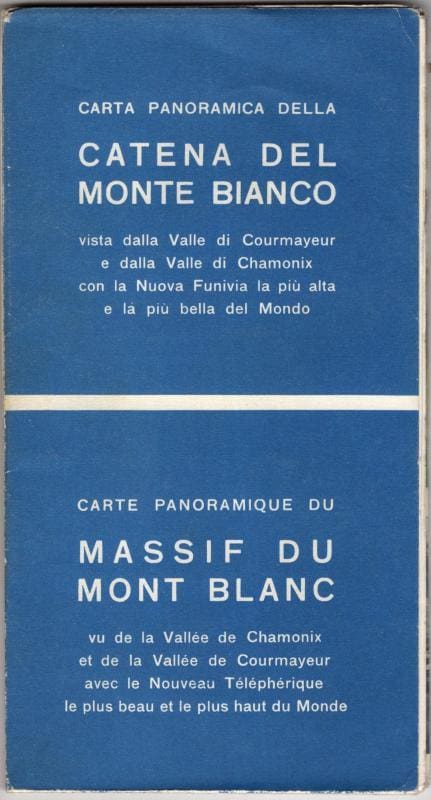 CARTA PANORAMICA DELLA
CATENA DEL
MONTE BIANCO
vista dalla Valle di Courmayeur
e dalla Valle di Chamonix
con la Nuova Funivia la più alta
e la più bella del Mondo
CARTE PANORAMIQUE DU
MASSIF DU
MONT BLANC
vu de la Vallée de Chamonix
et de la Vallée de Courmayeur
avec le Nouveau Téléphérique
le plus beau et le plus haut du Monde